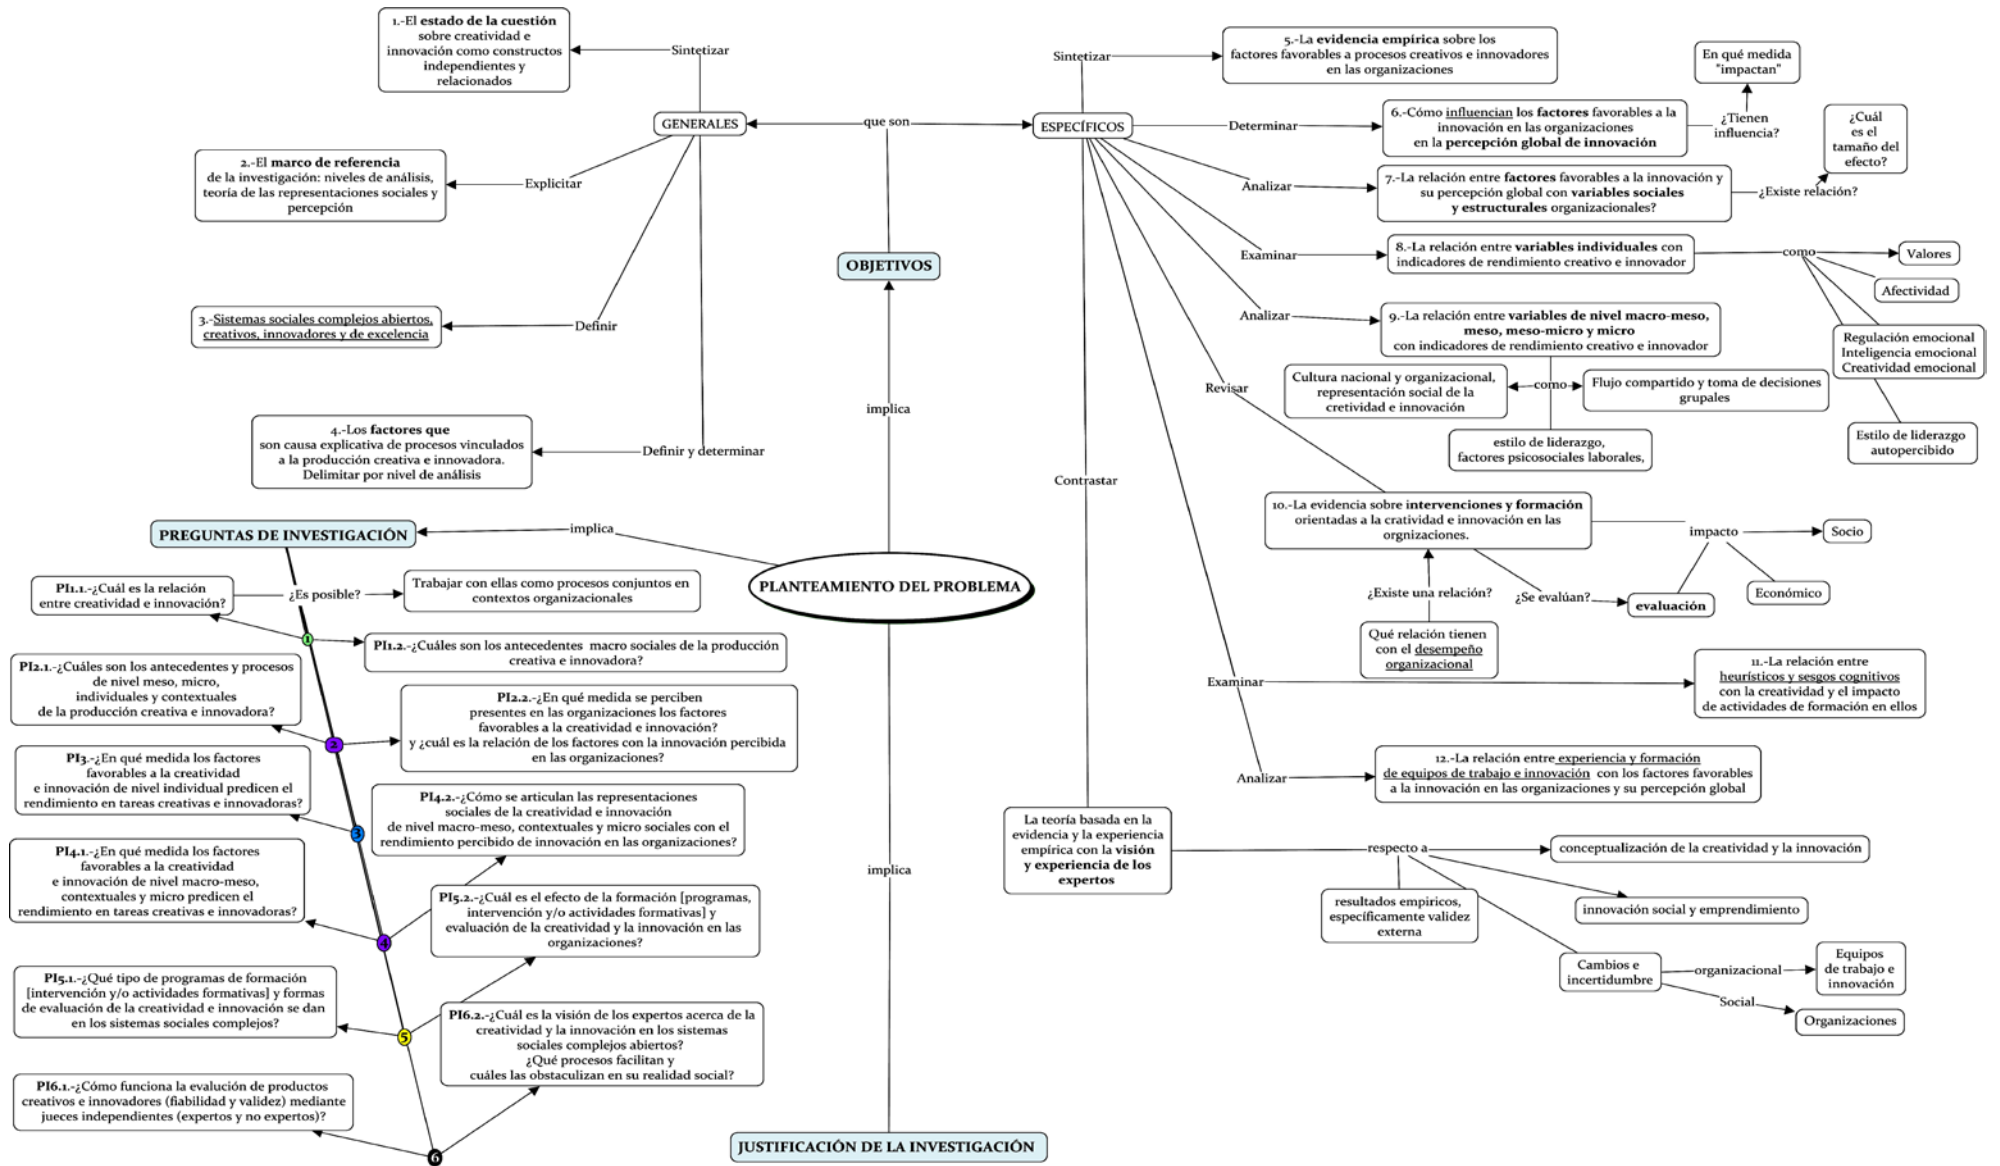 1.-El estado de la cuestión
sobre creatividad e
innovación como constructos
independientes y
relacionados
Sintetizar
GENERALES
que son
2.-El marco de referencia
de la investigación: niveles de análisis,
teoría de las representaciones sociales y
percepción
Explicitar
3.-Sistemas sociales complejos abiertos,
creativos, innovadores y de excelencia
Definir
4.-Los factores que
son causa explicativa de procesos vinculados
a la producción creativa e innovadora.
Delimitar por nivel de análisis
Definir y determinar
OBJETIVOS
implica
ESPECÍFICOS
Sintetizar
5.-La evidencia empírica sobre los
factores favorables a procesos creativos e innovadores
en las organizaciones
Determinar
6.-Cómo influencian los factores favorables a la
innovación en las organizaciones
en la percepción global de innovación
¿Tienen
influencia?
En qué medida
"impactan"
Analizar
7.-La relación entre factores favorables a la innovación y
su percepción global con variables sociales
y estructurales organizacionales?
¿Existe relación?
¿Cuál
es el
tamaño del
efecto?
Examinar
8.-La relación entre variables individuales con
indicadores de rendimiento creativo e innovador
como
Valores
Afectividad
Regulación emocional
Inteligencia emocional
Creatividad emocional
Estilo de liderazgo
autopercibido
Analizar
9.-La relación entre variables de nivel macro-meso,
meso, meso-micro y micro
con indicadores de rendimiento creativo e innovador
Cultura nacional y organizacional,
representación social de la
cretividad e innovación
como
Flujo compartido y toma de decisiones
grupales
estilo de liderazgo,
factores psicosociales laborales,
Revisar
10.-La evidencia sobre intervenciones y formación
orientadas a la cratividad e innovación en las
orgnizaciones.
impacto
Socio
Económico
¿Existe una relación?
¿Se evalúan?
evaluación
Qué relación tienen
con el desempeño
organizacional
Examinar
11.-La relación entre
heurísticos y sesgos cognitivos
con la creatividad y el impacto
de actividades de formación en ellos
Analizar
12.-La relación entre experiencia y formación
de equipos de trabajo e innovación con los factores favorables
a la innovación en las organizaciones y su percepción global
Contrastar
La teoría basada en la
evidencia y la experiencia
empírica con la visión
y experiencia de los
expertos
respecto a
conceptualización de la creatividad y la innovación
innovación social y emprendimiento
resultados empiricos,
específicamente validez
externa
Cambios e
incertidumbre
organizacional
Equipos
de trabajo e
innovación
Social
Organizaciones
PLANTEAMIENTO DEL PROBLEMA
implica
PREGUNTAS DE INVESTIGACIÓN
PI1.1.-¿Cuál es la relación
entre creatividad e innovación?
¿Es posible?
Trabajar con ellas como procesos conjuntos en
contextos organizacionales
1
PI1.2.-¿Cuáles son los antecedentes macro sociales de la producción
creativa e innovadora?
PI2.1.-¿Cuáles son los antecedentes y procesos
de nivel meso, micro,
individuales y contextuales
de la producción creativa e innovadora?
2
PI2.2.-¿En qué medida se perciben
presentes en las organizaciones los factores
favorables a la creatividad e innovación?
y ¿cuál es la relación de los factores con la innovación percibida
en las organizaciones?
PI3.-¿En qué medida los factores
favorables a la creatividad
e innovación de nivel individual predicen el
rendimiento en tareas creativas e innovadoras?
3
PI4.2.-¿Cómo se articulan las representaciones
sociales de la creatividad e innovación
de nivel macro-meso, contextuales y micro sociales con el
rendimiento percibido de innovación en las organizaciones?
PI4.1.-¿En qué medida los factores
favorables a la creatividad
e innovación de nivel macro-meso,
contextuales y micro predicen el
rendimiento en tareas creativas e innovadoras?
4
PI5.2.-¿Cuál es el efecto de la formación [programas,
intervención y/o actividades formativas] y
evaluación de la creatividad y la innovación en las
organizaciones?
PI5.1.-¿Qué tipo de programas de formación
[intervención y/o actividades formativas] y formas
de evaluación de la creatividad e innovación se dan
en los sistemas sociales complejos?
5
PI6.2.-¿Cuál es la visión de los expertos acerca de la
creatividad y la innovación en los sistemas
sociales complejos abiertos?
¿Qué procesos facilitan y
cuáles las obstaculizan en su realidad social?
PI6.1.-¿Cómo funciona la evalución de productos
creativos e innovadores (fiabilidad y validez) mediante
jueces independientes (expertos y no expertos)?
6
implica
JUSTIFICACIÓN DE LA INVESTIGACIÓN